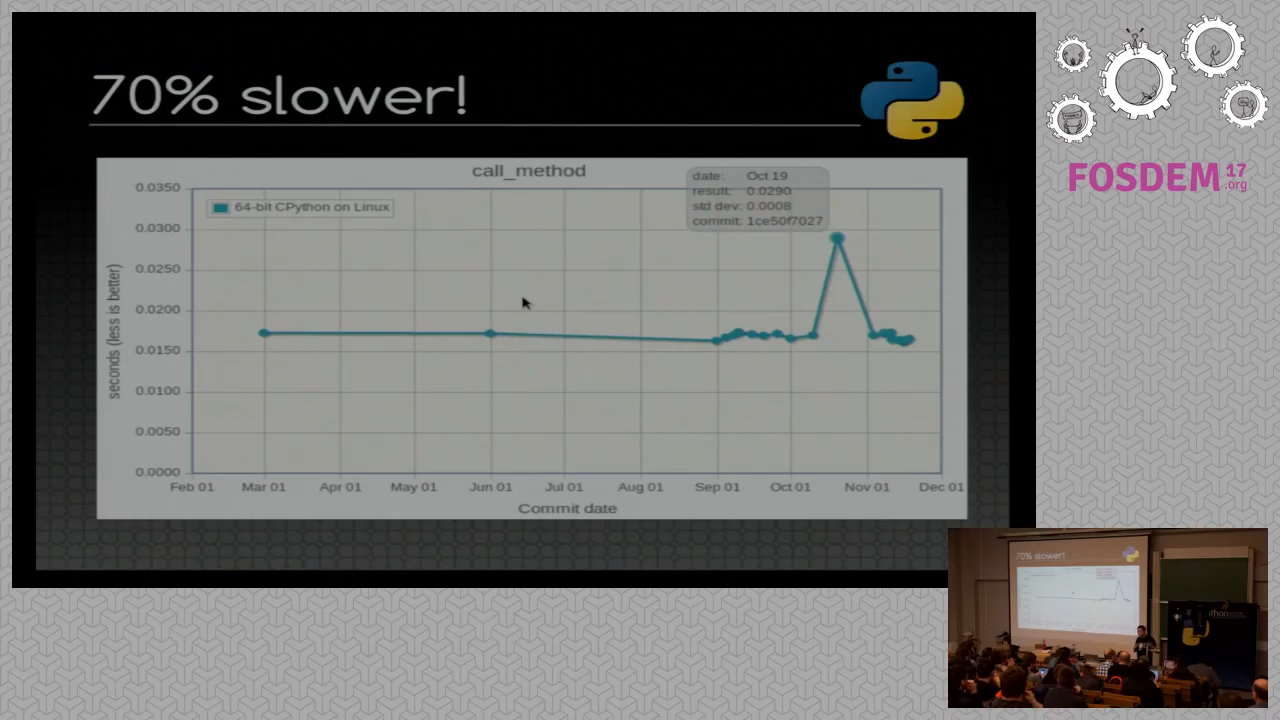 70% slower!
call_method
date: Oct 19
result: 0.0290
std dev: 0.0008
commit: 1ce50f7027
64-bit CPython on Linux
seconds (less is better)
0.0350
0.0300
0.0250
0.0200
0.0150
0.0100
0.0050
0.0000
Feb 01 Mar 01 Apr 01 May 01 Jun 01 Jul 01 Aug 01 Sep 01 Oct 01 Nov 01 Dec 01
Commit date
FOSDEM 17
.org
70% slower!